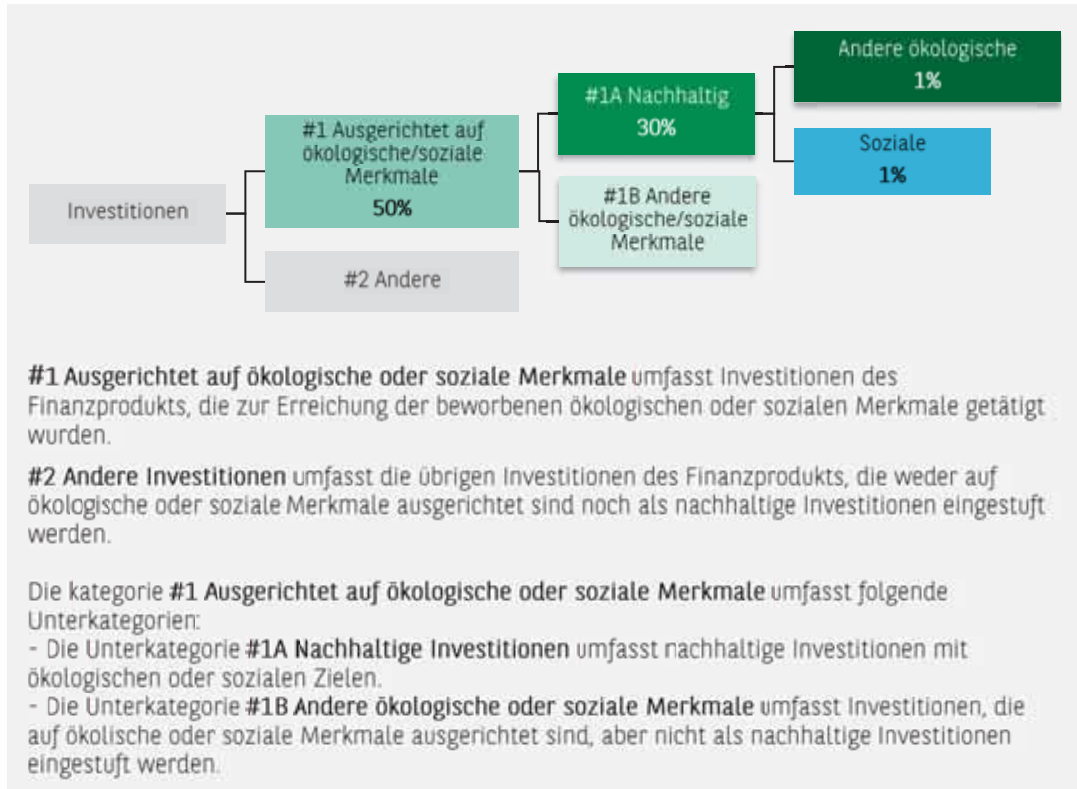 Andere ökologische
1%
#1A Nachhaltig
30%
#1 Ausgerichtet auf
ökologische/soziale
Merkmale
50%
Soziale
1%
Investitionen
#1B Andere
ökologische/soziale
Merkmale
#2 Andere
#1 Ausgerichtet auf ökologische oder soziale Merkmale umfasst Investitionen des
Finanzprodukts, die zur Erreichung der beworbenen ökologischen oder sozialen Merkmale getätigt
wurden.
#2 Andere Investitionen umfasst die übrigen Investitionen des Finanzprodukts, die weder auf
ökologische oder soziale Merkmale ausgerichtet sind noch als nachhaltige Investitionen eingestuft
werden.
Die kategorie #1 Ausgerichtet auf ökologische oder soziale Merkmale umfasst folgende
Unterkategorien:
- Die Unterkategorie #1A Nachhaltige Investitionen umfasst nachhaltige Investitionen mit
ökologischen oder sozialen Zielen.
- Die Unterkategorie #1B Andere ökologische oder soziale Merkmale umfasst Investitionen, die
auf ökolische oder soziale Merkmale ausgerichtet sind, aber nicht als nachhaltige Investitionen
eingestuft werden.